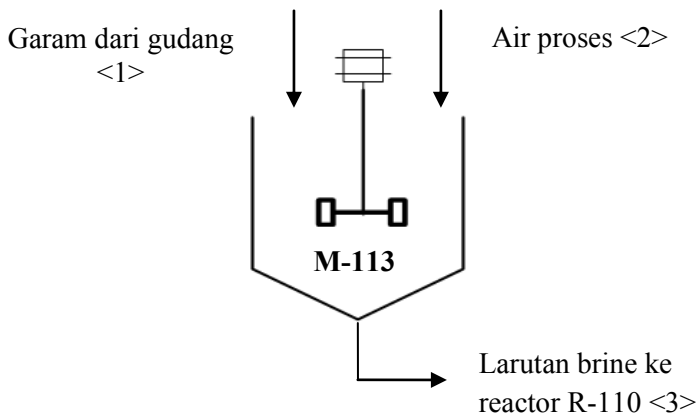 Garam dari gudang
<1>
Air proses <2>
M-113
Larutan brine ke
reactor R-110 <3>